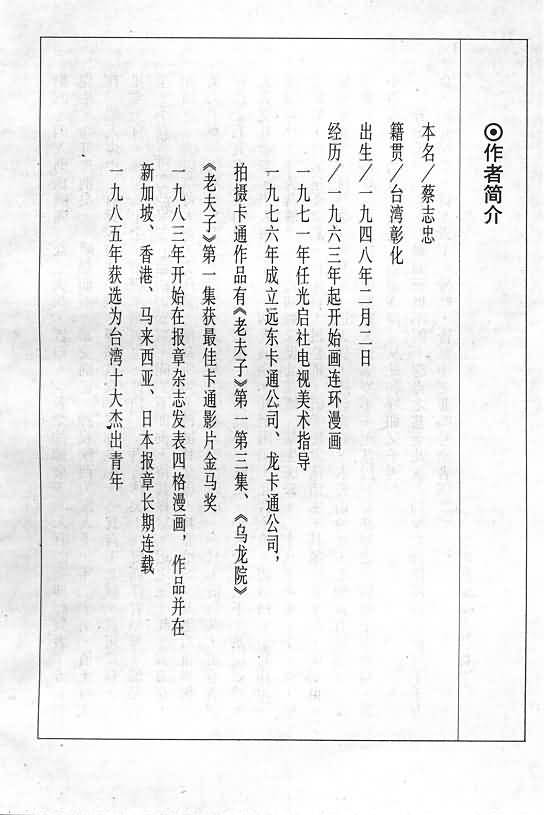 ⊙作者简介
本名／蔡志忠
籍贯／台湾彰化
出生／一九四八年二月二日
经历／一九六三年起开始画连环漫画
一九七一年任光启社电视美术指导
一九七六年成立远东卡通公司、龙卡通公司，
拍摄卡通作品有《老夫子》第一第三集、《乌龙院》
《老夫子》第一集获最佳卡通影片金马奖
一九八三年开始在报章杂志发表四格漫画，作品并在
新加坡、香港、马来西亚、日本报章长期连载
一九八五年获选为台湾十大杰出青年